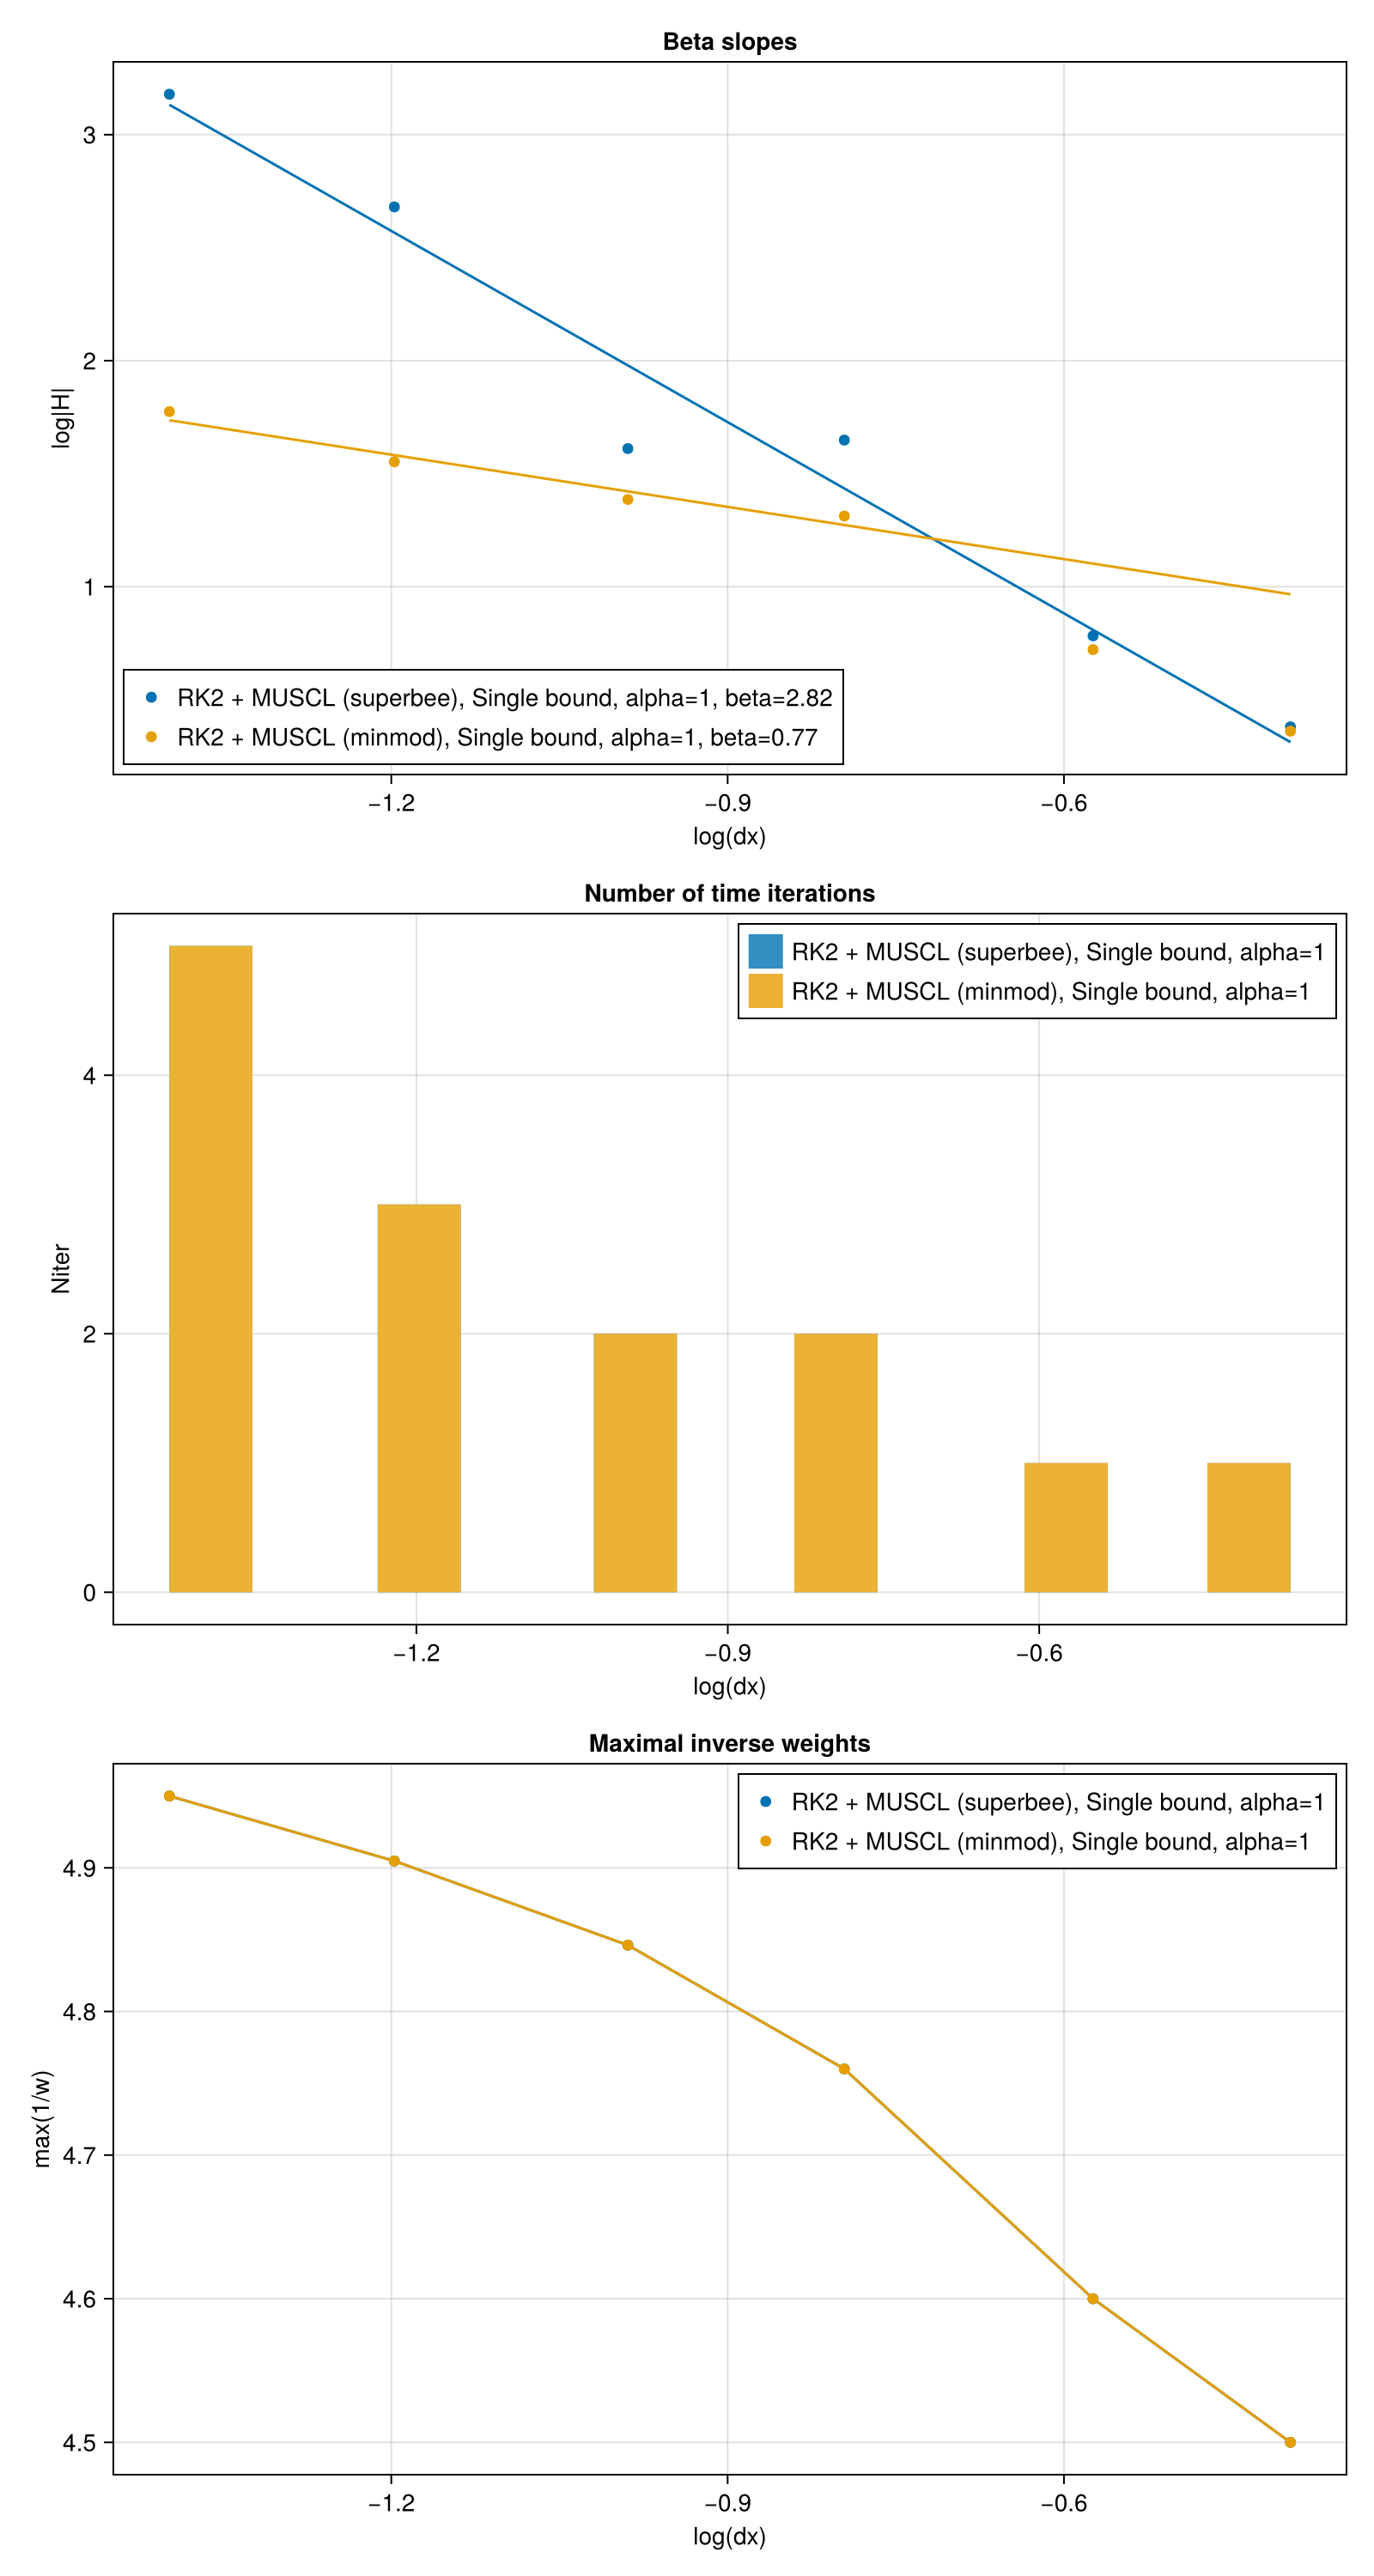 Beta slopes
3
2
1
log|H|
RK2 + MUSCL (superbee), Single bound, alpha=1, beta=2.82
RK2 + MUSCL (minmod), Single bound, alpha=1, beta=0.77
−1.2 −0.9 −0.6
log(dx)
Number of time iterations
RK2 + MUSCL (superbee), Single bound, alpha=1
RK2 + MUSCL (minmod), Single bound, alpha=1
4
2
0
Niter
−1.2 −0.9 −0.6
log(dx)
Maximal inverse weights
RK2 + MUSCL (superbee), Single bound, alpha=1
RK2 + MUSCL (minmod), Single bound, alpha=1
4.9
4.8
4.7
4.6
4.5
max(1/w)
−1.2 −0.9 −0.6
log(dx)